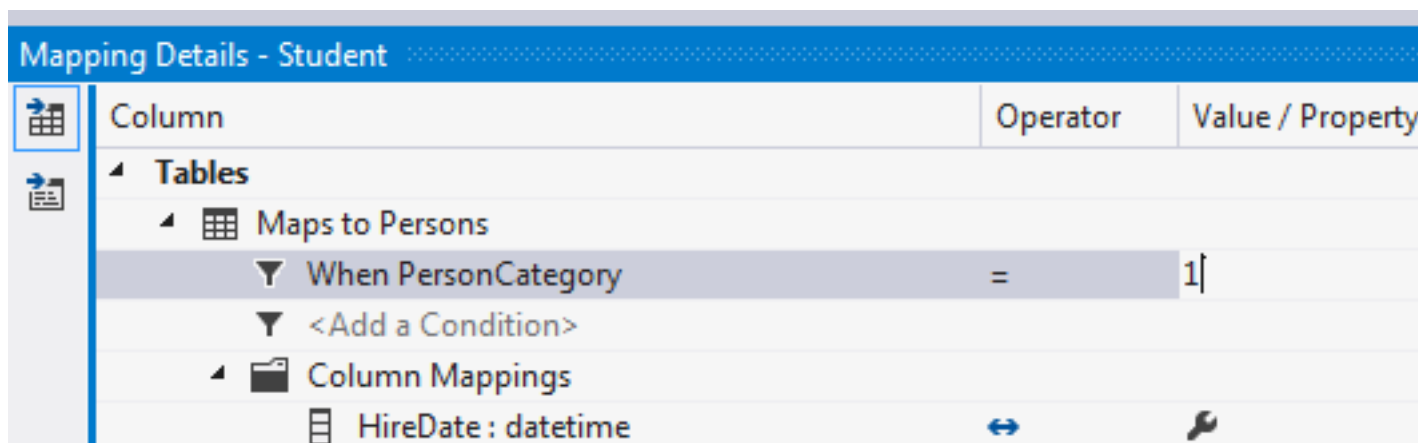 Mapping Details - Student
Column Operator Value / Property
Tables
Maps to Persons
When PersonCategory = 1
<Add a Condition>
Column Mappings
HireDate : datetime